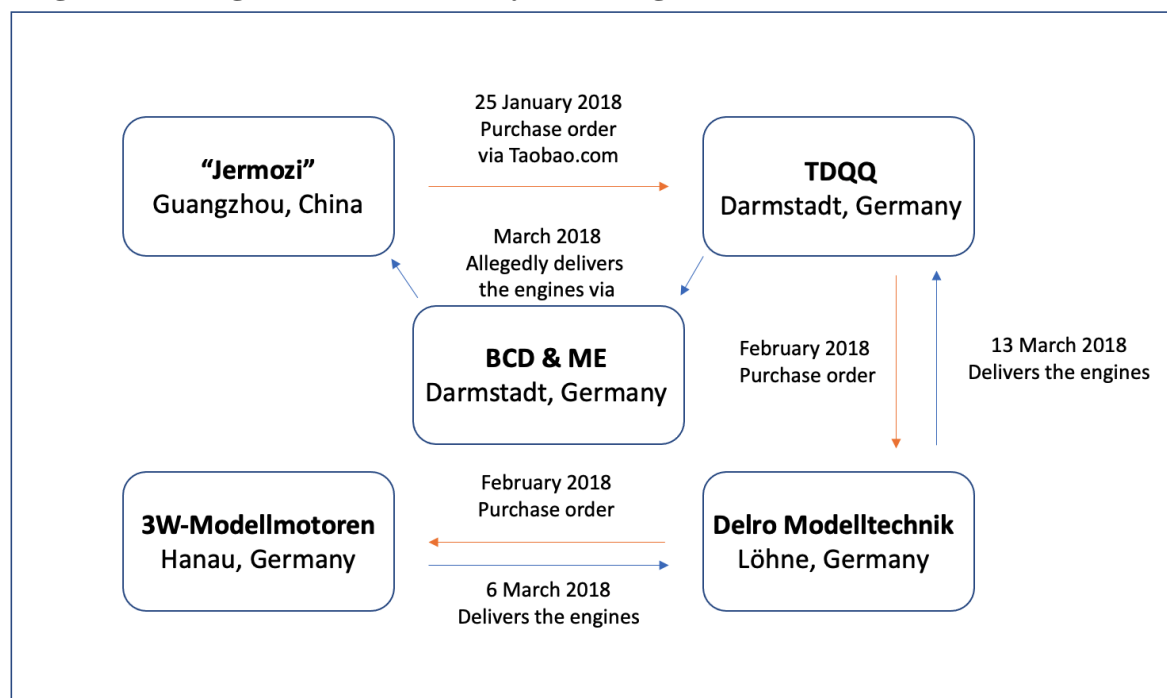 25 January 2018
Purchase order
via Taobao.com
“Jermozi”
Guangzhou, China
TDQQ
Darmstadt, Germany
March 2018
Allegedly delivers
the engines via
BCD & ME
Darmstadt, Germany
February 2018
Purchase order
13 March 2018
Delivers the engines
February 2018
Purchase order
3W-Modellmotoren
Hanau, Germany
Delro Modelltechnik
Löhne, Germany
6 March 2018
Delivers the engines